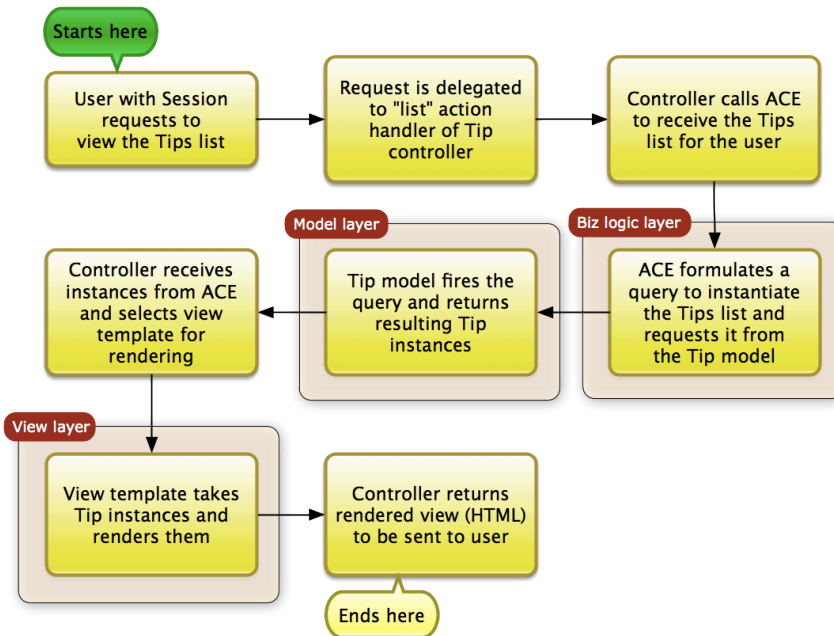 Starts here
User with Session
requests to
view the Tips list
Request is delegated
to "list" action
handler of Tip
controller
Controller calls ACE
to receive the Tips
list for the user
Biz logic layer
ACE formulates a
query to instantiate
the Tips list and
requests it from
the Tip model
Model layer
Tip model fires the
query and returns
resulting Tip
instances
Controller receives
instances from ACE
and selects view
template for
rendering
View layer
View template takes
Tip instances and
renders them
Controller returns
rendered view (HTML)
to be sent to user
Ends here